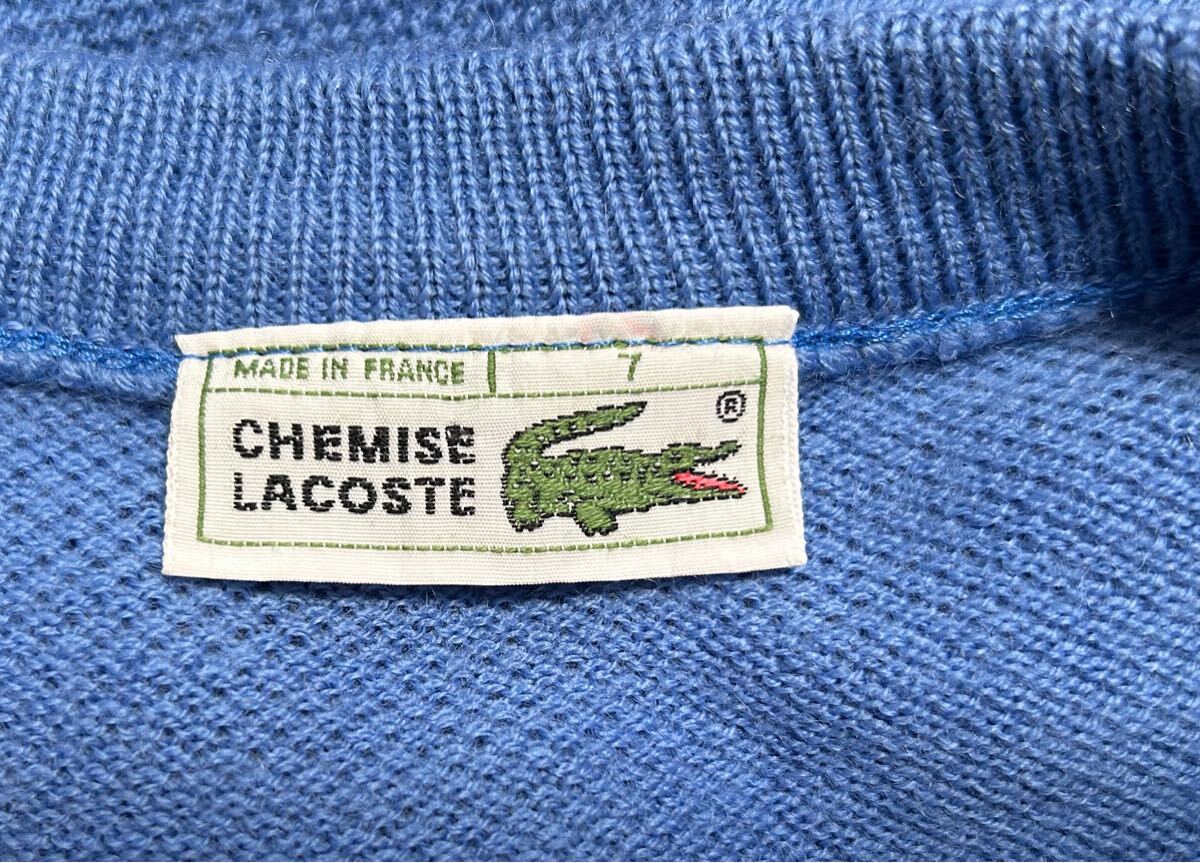 MADE IN FRANCE 7
®
CHEMISE
LACOSTE